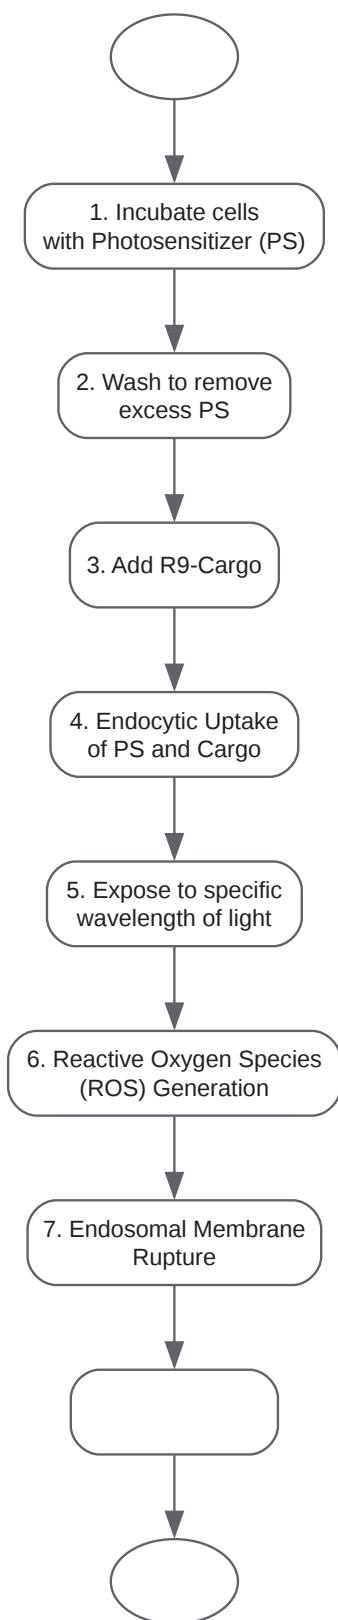 1. Incubate cells
with Photosensitizer (PS)
2. Wash to remove
excess PS
3. Add R9-Cargo
4. Endocytic Uptake
of PS and Cargo
5. Expose to specific
wavelength of light
6. Reactive Oxygen Species
(ROS) Generation
7. Endosomal Membrane
Rupture